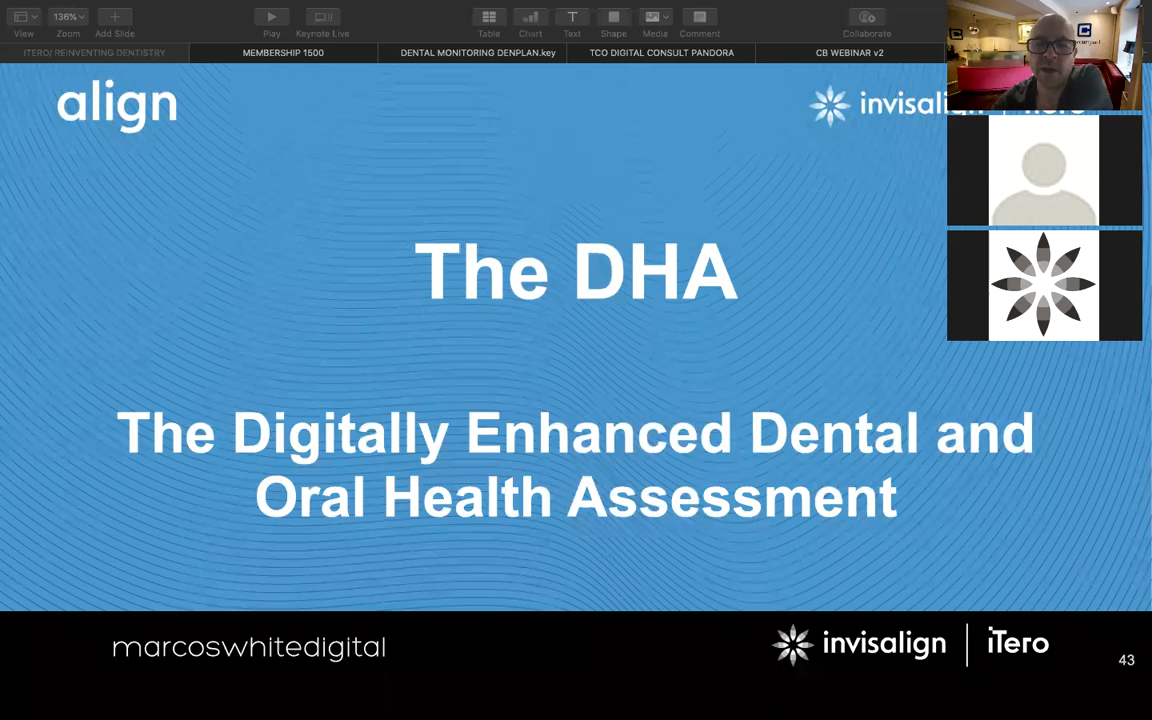 136%
View
Zoom
Add Slide
Play
Keynote Live
Table
Chart
Text
Shape
Media
Comment
Collaborate
ITERO/ REINVENTING DENTISTRY
MEMBERSHIP 1500
DENTAL MONITORING DENPLAN.key
TCO DIGITAL CONSULT PANDORA
CB WEBINAR v2
align
The DHA
The Digitally Enhanced Dental and
Oral Health Assessment
marcoswhitedigital
invisalign
iTero
43